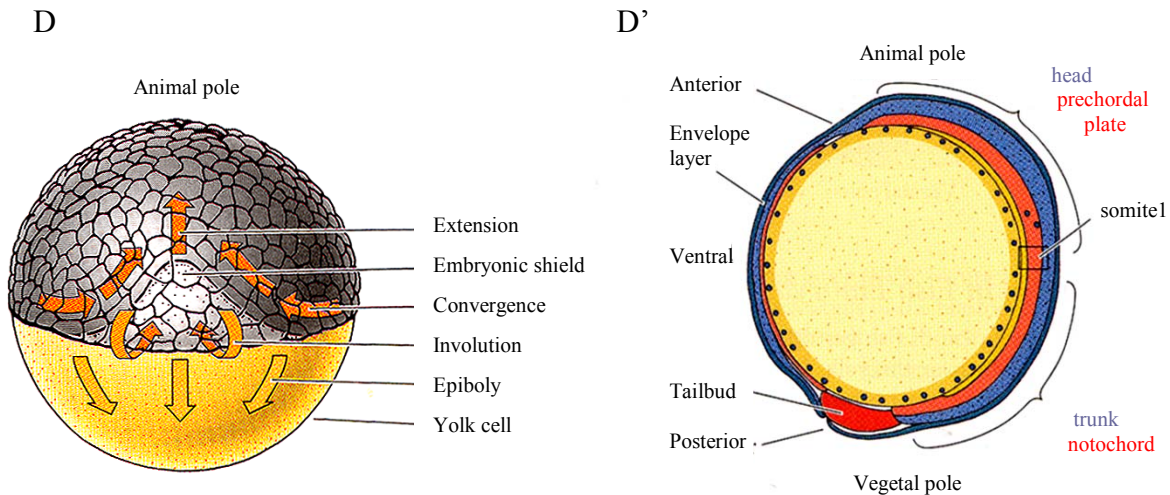 D
Animal pole
Extension
Embryonic shield
Convergence
Involution
Epiboly
Yolk cell
D’
Animal pole
Anterior
Envelope
layer
Ventral
Tailbud
Posterior
Vegetal pole
head
prechordal
plate
somite1
trunk
notochord